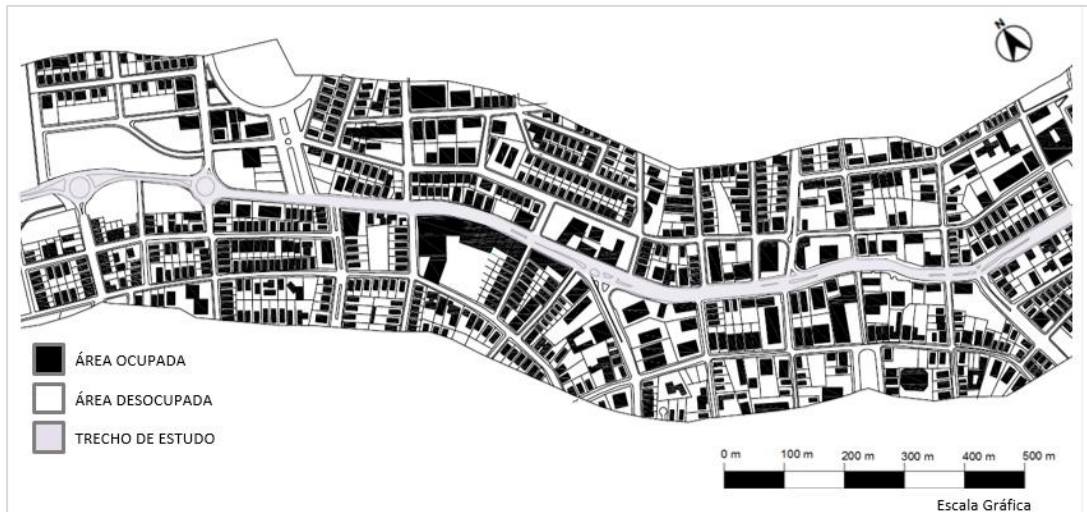 N
ÁREA OCUPADA
ÁREA DESOCUPADA
TRECHO DE ESTUDO
0 m 100 m 200 m 300 m 400 m 500 m
Escala Gráfica